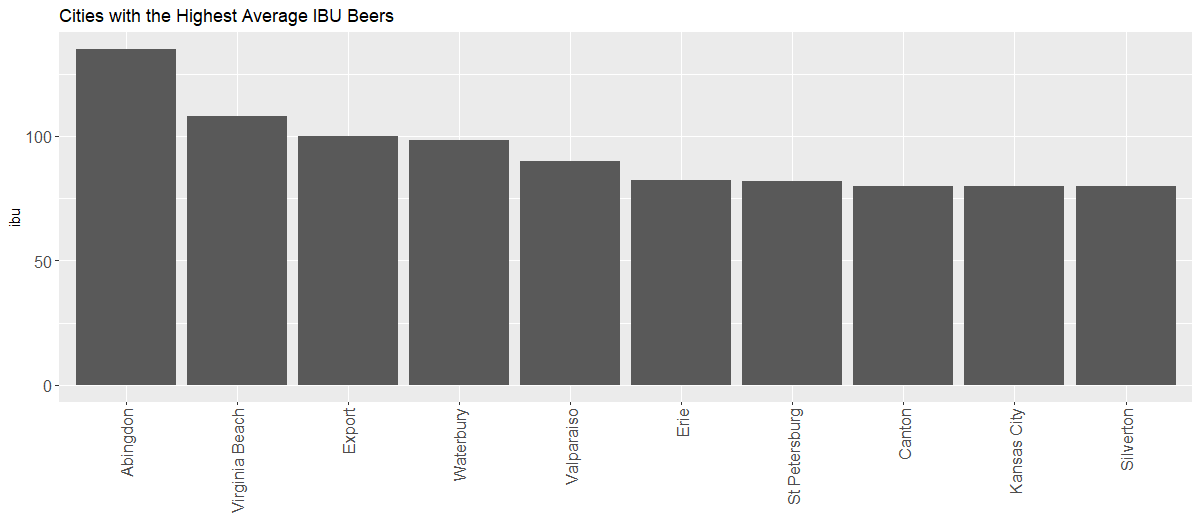 Cities with the Highest Average IBU Beers
ibu
100
50
0
Abingdon
Virginia Beach
Export
Waterbury
Valparaiso
Erie
St Petersburg
Canton
Kansas City
Silverton